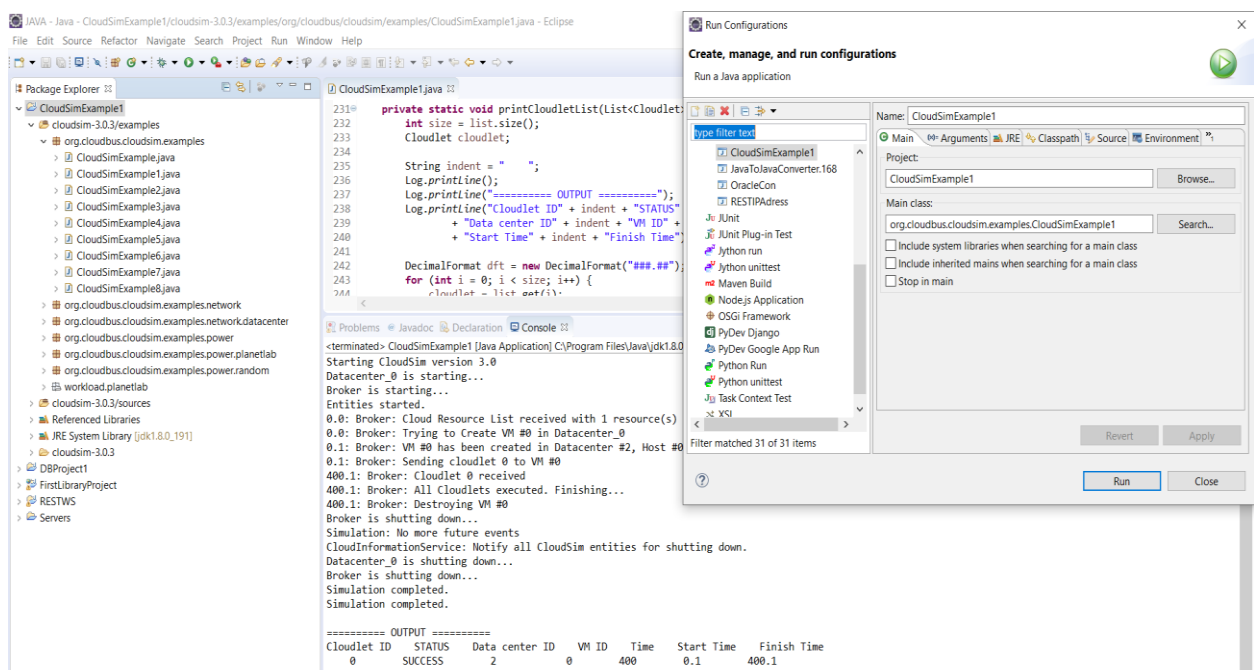 JAVA - Java - CloudSimExample1/cloudsim-3.0.3/examples/org/cloudbus/cloudsim/examples/CloudSimExample1.java - Eclipse
File Edit Source Refactor Navigate Search Project Run Window Help
Package Explorer
CloudSimExample1
cloudsim-3.0.3/examples
org.cloudbus.cloudsim.examples
CloudSimExample.java
CloudSimExample1.java
CloudSimExample2.java
CloudSimExample3.java
CloudSimExample4.java
CloudSimExample5.java
CloudSimExample6.java
CloudSimExample7.java
CloudSimExample8.java
org.cloudbus.cloudsim.examples.network
org.cloudbus.cloudsim.examples.network.datacenter
org.cloudbus.cloudsim.examples.power
org.cloudbus.cloudsim.examples.power.planetlab
org.cloudbus.cloudsim.examples.power.random
workload.planetlab
cloudsim-3.0.3/sources
Referenced Libraries
JRE System Library [jdk1.8.0_191]
cloudsim-3.0.3
DBProject1
FirstLibraryProject
RESTWS
Servers
CloudSimExample1.java
231 private static void printCloudletList(List<Cloudlet>
232 int size = list.size();
233 Cloudlet cloudlet;
234
235 String indent = "    ";
236 Log.printLine();
237 Log.printLine("========== OUTPUT ==========");
238 Log.printLine("Cloudlet ID" + indent + "STATUS"
239 + "Data center ID" + indent + "VM ID" +
240 + "Start Time" + indent + "Finish Time")
241
242 DecimalFormat dft = new DecimalFormat("###.##");
243 for (int i = 0; i < size; i++) {
244 cloudlet = list.get(i);
Problems Javadoc Declaration Console
<terminated> CloudSimExample1 [Java Application] C:\Program Files\Java\jdk1.8.0
Starting CloudSim version 3.0
Datacenter_0 is starting...
Broker is starting...
Entities started.
0.0: Broker: Cloud Resource List received with 1 resource(s)
0.0: Broker: Trying to Create VM #0 in Datacenter_0
0.1: Broker: VM #0 has been created in Datacenter #2, Host #0
0.1: Broker: Sending cloudlet 0 to VM #0
400.1: Broker: Cloudlet 0 received
400.1: Broker: All Cloudlets executed. Finishing...
400.1: Broker: Destroying VM #0
Broker is shutting down...
Simulation: No more future events
CloudInformationService: Notify all CloudSim entities for shutting down.
Datacenter_0 is shutting down...
Broker is shutting down...
Simulation completed.
Simulation completed.
========== OUTPUT ==========
Cloudlet ID STATUS Data center ID VM ID Time Start Time Finish Time
0 SUCCESS 2 0 400 0.1 400.1
Run Configurations
Create, manage, and run configurations
Run a Java application
type filter text
CloudSimExample1
JavaToJavaConverter.168
OracleCon
RESTIPAdress
JUnit
JUnit Plug-in Test
Jython run
Jython unittest
Maven Build
Node.js Application
OSGi Framework
PyDev Django
PyDev Google App Run
Python Run
Python unittest
Task Context Test
XSL
Filter matched 31 of 31 items
Name: CloudSimExample1
Main Arguments JRE Classpath Source Environment »1
Project:
CloudSimExample1 Browse...
Main class:
org.cloudbus.cloudsim.examples.CloudSimExample1 Search...
Include system libraries when searching for a main class
Include inherited mains when searching for a main class
Stop in main
Revert Apply
Run Close